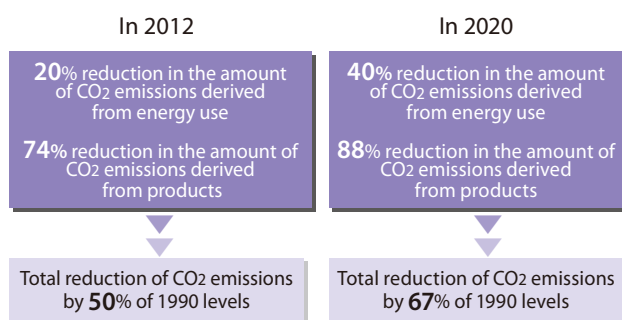 In 2012
20% reduction in the amount
of CO2 emissions derived
from energy use
74% reduction in the amount of
CO2 emissions derived
from products
Total reduction of CO2 emissions
by 50% of 1990 levels
In 2020
40% reduction in the amount
of CO2 emissions derived
from energy use
88% reduction in the amount of
CO2 emissions derived
from products
Total reduction of CO2 emissions
by 67% of 1990 levels